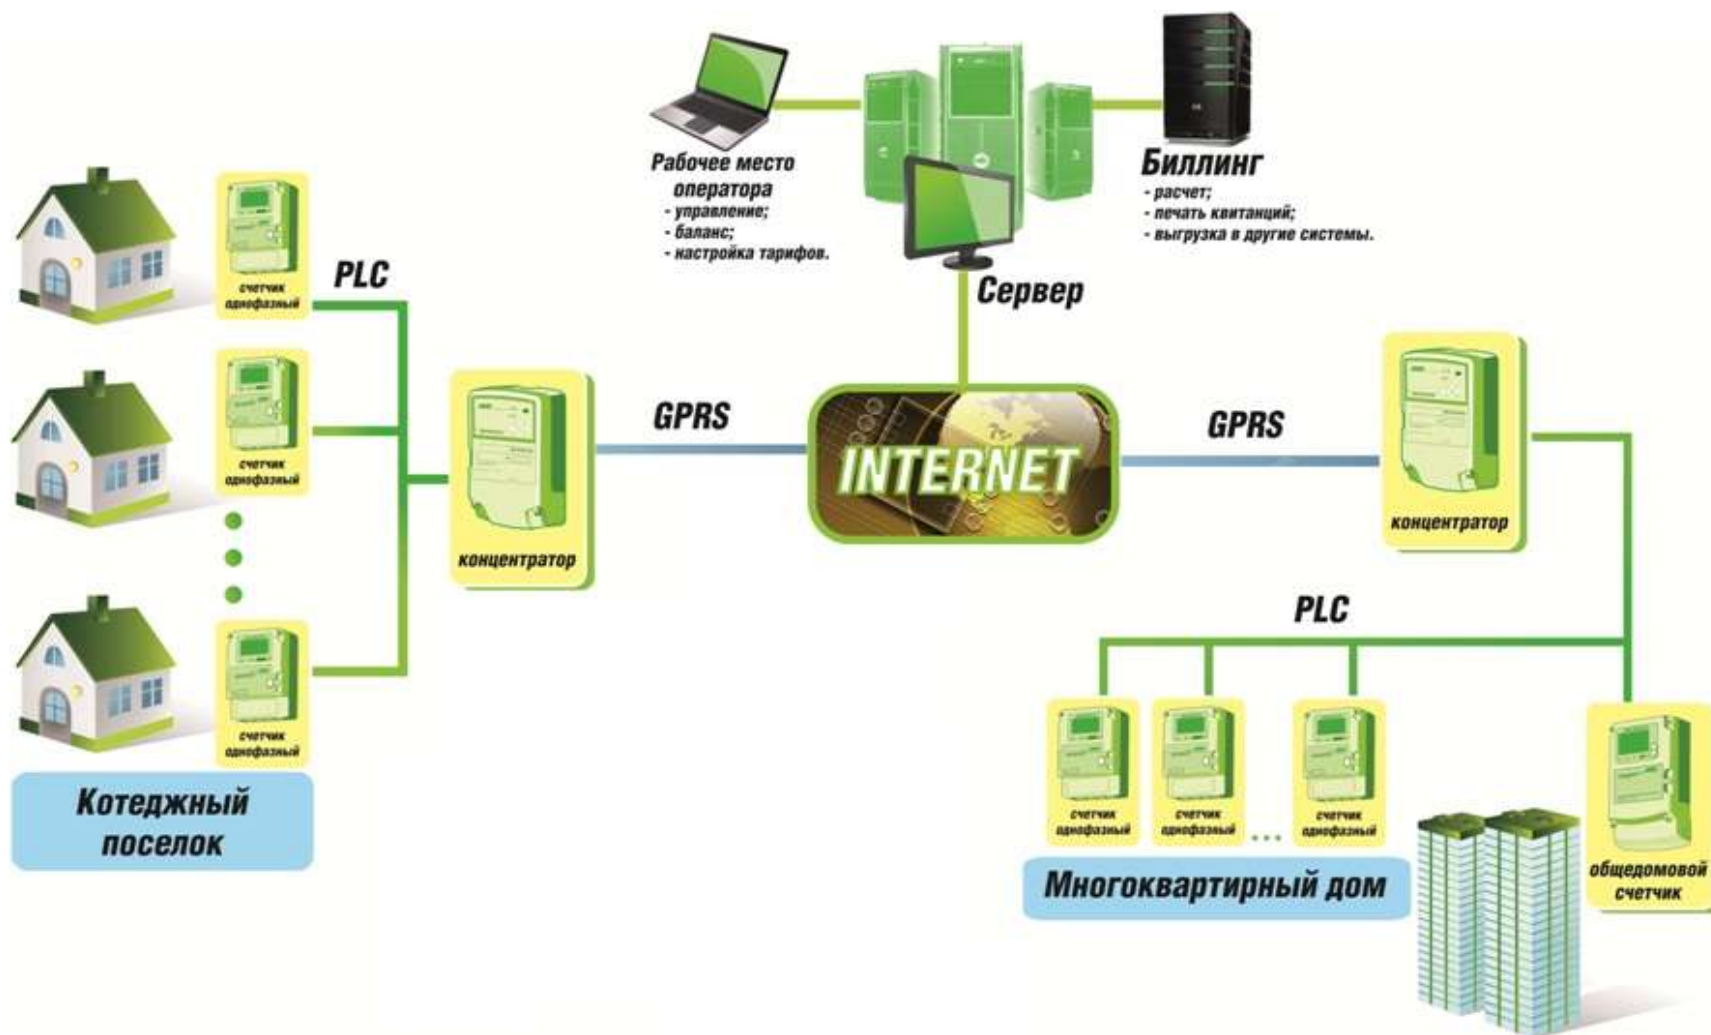 Рабочее место
оператора
- управление;
- баланс;
- настройка тарифов.
Биллинг
- расчет;
- печать квитанций;
- выгрузка в другие системы.
Сервер
счетчик
однофазный
PLC
счетчик
однофазный
счетчик
однофазный
концентратор
GPRS
INTERNET
GPRS
концентратор
Котеджный
поселок
PLC
счетчик
однофазный
счетчик
однофазный
...
счетчик
однофазный
Многоквартирный дом
общедомовой
счетчик